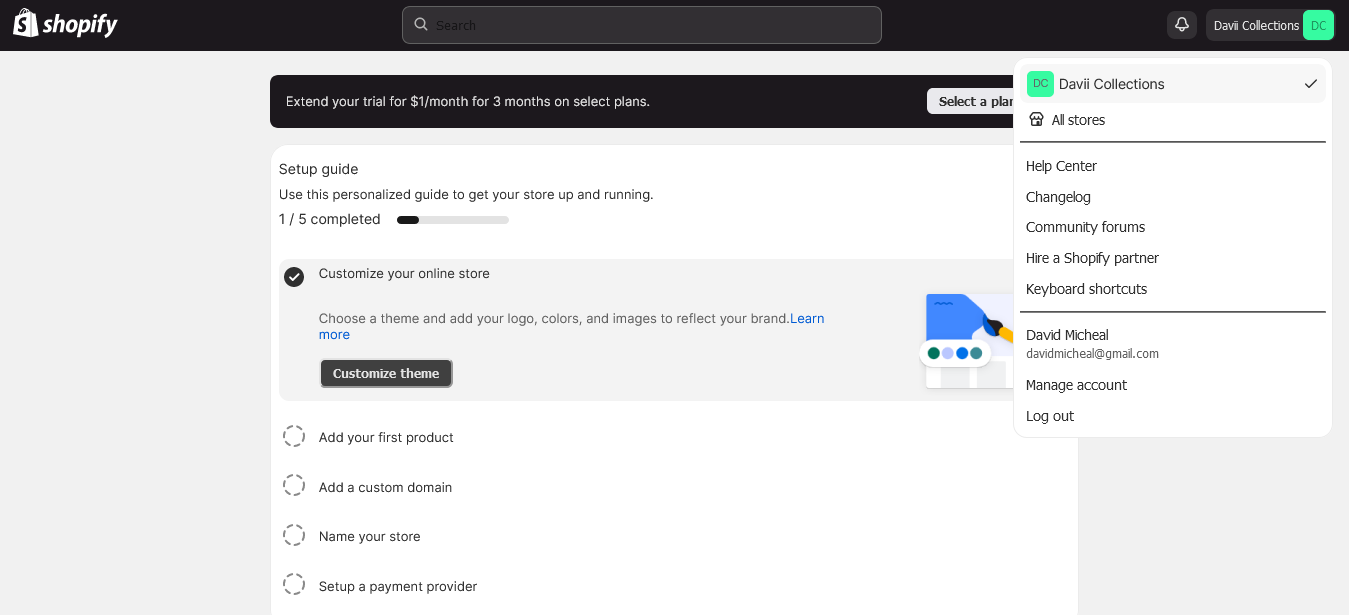 shopify
Search
Davii Collections DC
Extend your trial for $1/month for 3 months on select plans.
Select a plan
DC Davii Collections
All stores
Help Center
Changelog
Community forums
Hire a Shopify partner
Keyboard shortcuts
David Micheal
davidmicheal@gmail.com
Manage account
Log out
Setup guide
Use this personalized guide to get your store up and running.
1 / 5 completed
Customize your online store
Choose a theme and add your logo, colors, and images to reflect your brand.Learn
more
Customize theme
Add your first product
Add a custom domain
Name your store
Setup a payment provider